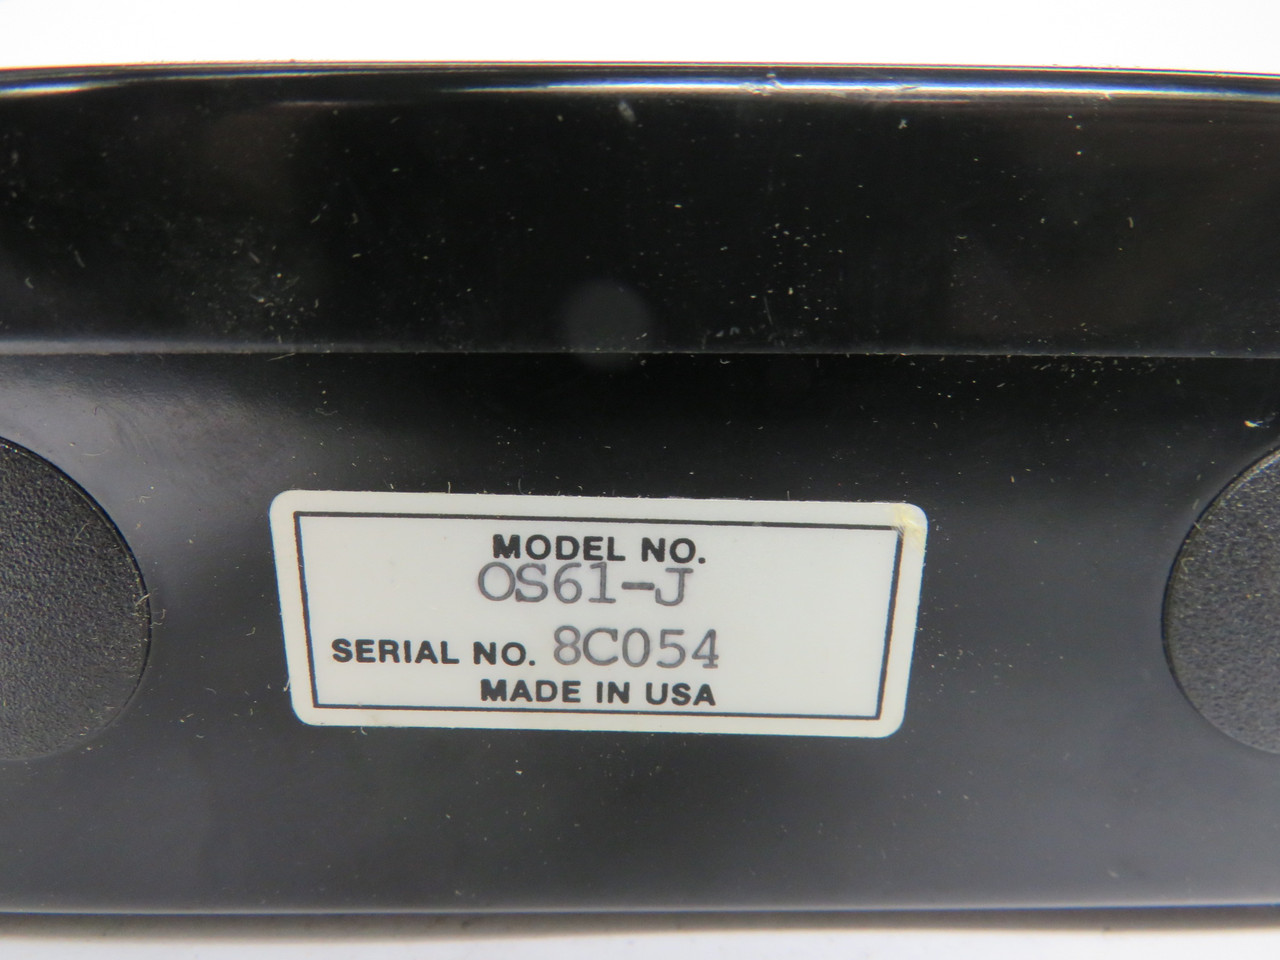 MODEL NO.
OS61-J
SERIAL NO. 8C054
MADE IN USA